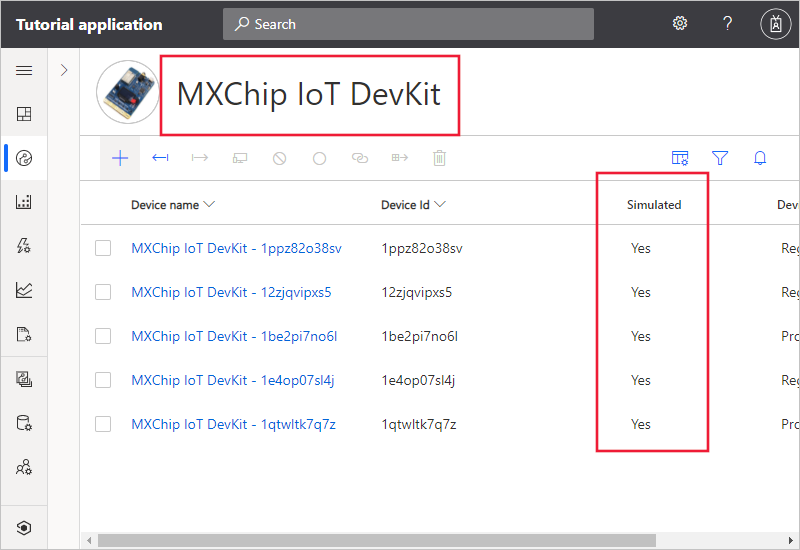 Tutorial application
Search
?
MXChip IoT DevKit
Device name Device Id Simulated Devi
MXChip IoT DevKit - 1ppz82o38sv 1ppz82o38sv Yes Reg
MXChip IoT DevKit - 12zjqvipxs5 12zjqvipxs5 Yes Reg
MXChip IoT DevKit - 1be2pi7no6l 1be2pi7no6l Yes Pro
MXChip IoT DevKit - 1e4op07sl4j 1e4op07sl4j Yes Reg
MXChip IoT DevKit - 1qtwltk7q7z 1qtwltk7q7z Yes Pro